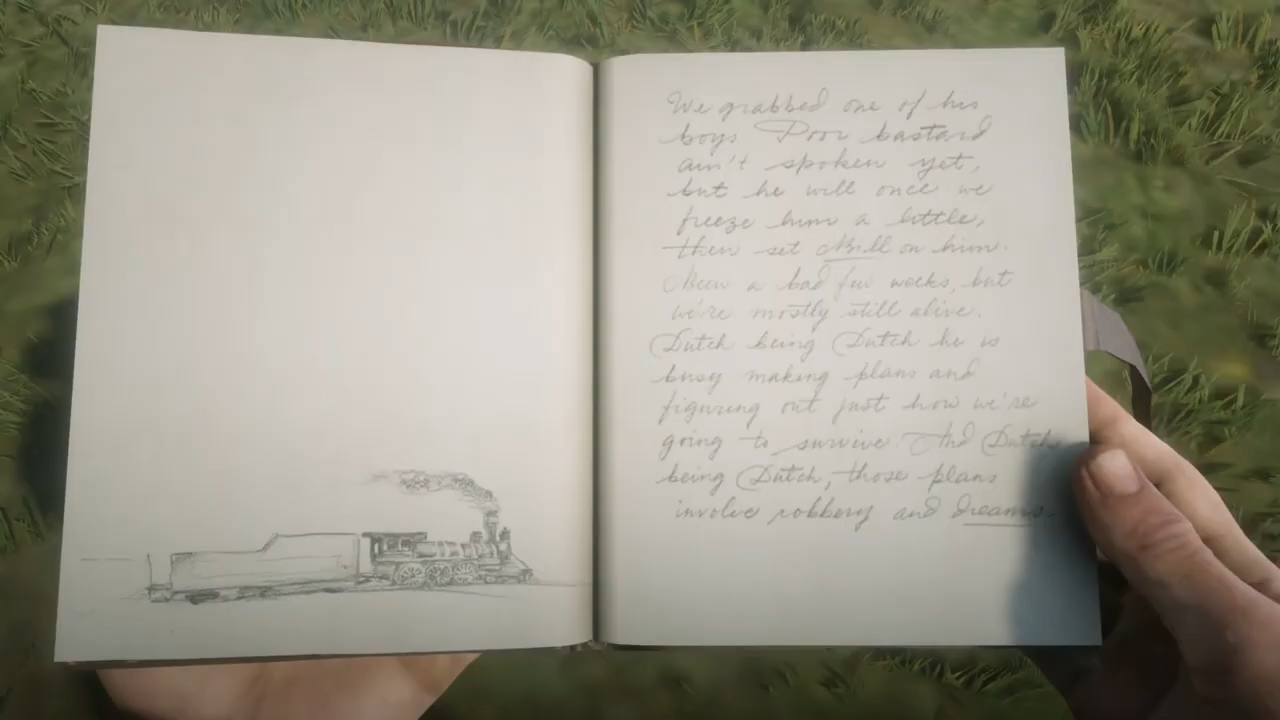 We grabbed one of his
boys Poor bastard
ain't spoken yet,
but he will once we
freeze him a little,
then set Bill on him.
Been a bad few weeks, but
we're mostly still alive.
Dutch being Dutch he is
busy making plans and
figuring out just how we're
going to survive. And Dutch
being Dutch, those plans
involve robbery and dreams.